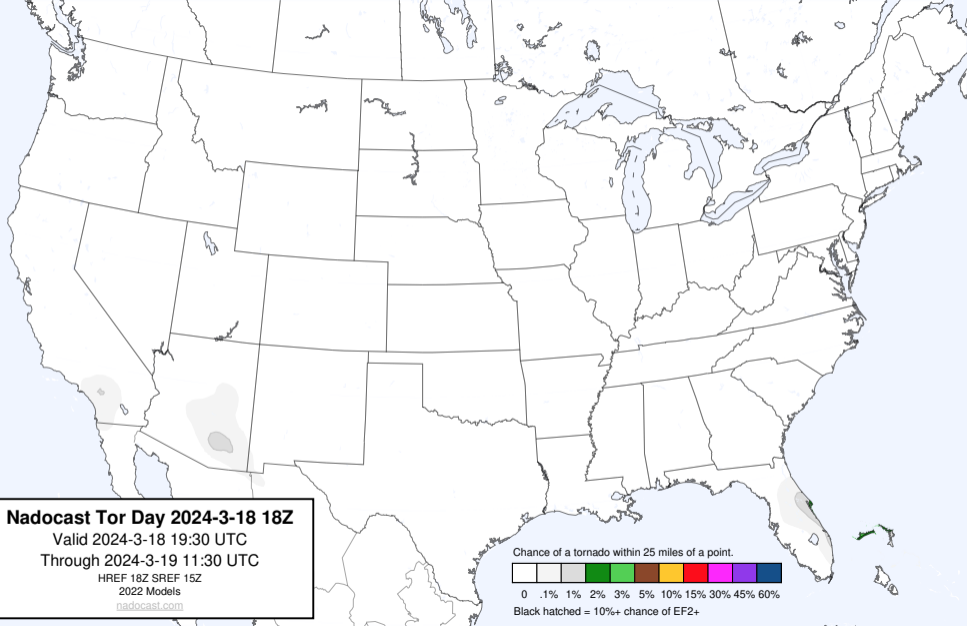 Nadocast Tor Day 2024-3-18 18Z
Valid 2024-3-18 19:30 UTC
Through 2024-3-19 11:30 UTC
HREF 18Z SREF 15Z
2022 Models
nadocast.com
Chance of a tornado within 25 miles of a point.
0 .1% 1% 2% 3% 5% 10% 15% 30% 45% 60%
Black hatched = 10%+ chance of EF2+